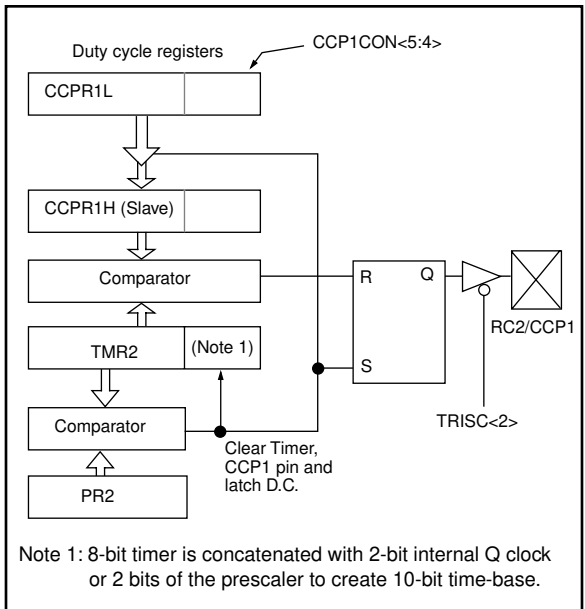 Duty cycle registers
CCP1CON<5:4>
CCPR1L
CCPR1H (Slave)
Comparator
R
Q
RC2/CCP1
TMR2
(Note 1)
S
TRISC<2>
Comparator
Clear Timer,
CCP1 pin and
latch D.C.
PR2
Note 1: 8-bit timer is concatenated with 2-bit internal Q clock
or 2 bits of the prescaler to create 10-bit time-base.